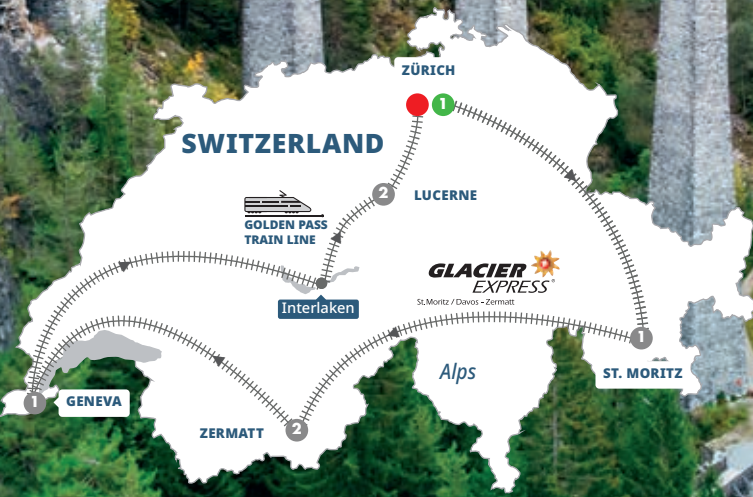 ZÜRICH
1
SWITZERLAND
2
LUCERNE
GOLDEN PASS
TRAIN LINE
GLACIER
EXPRESS®
St.Moritz / Davos - Zermatt
Interlaken
1
ST. MORITZ
Alps
1
GENEVA
ZERMATT
2